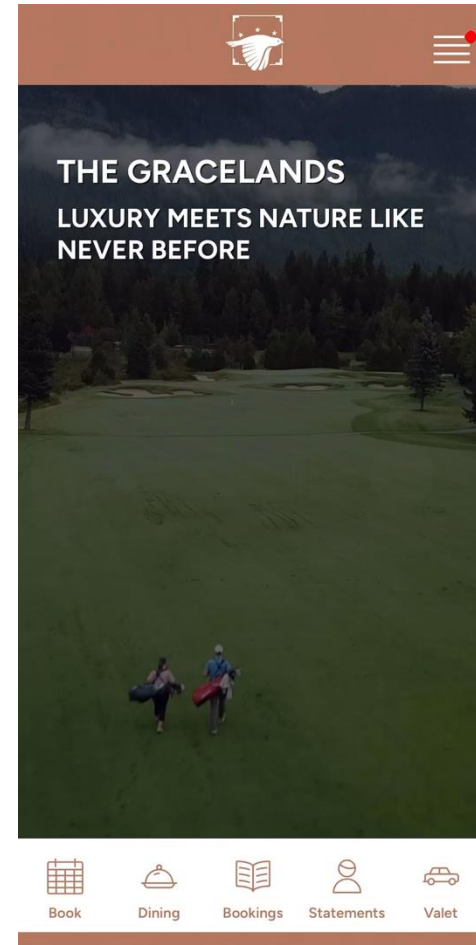 THE GRACELANDS
LUXURY MEETS NATURE LIKE
NEVER BEFORE
Book
Dining
Bookings
Statements
Valet